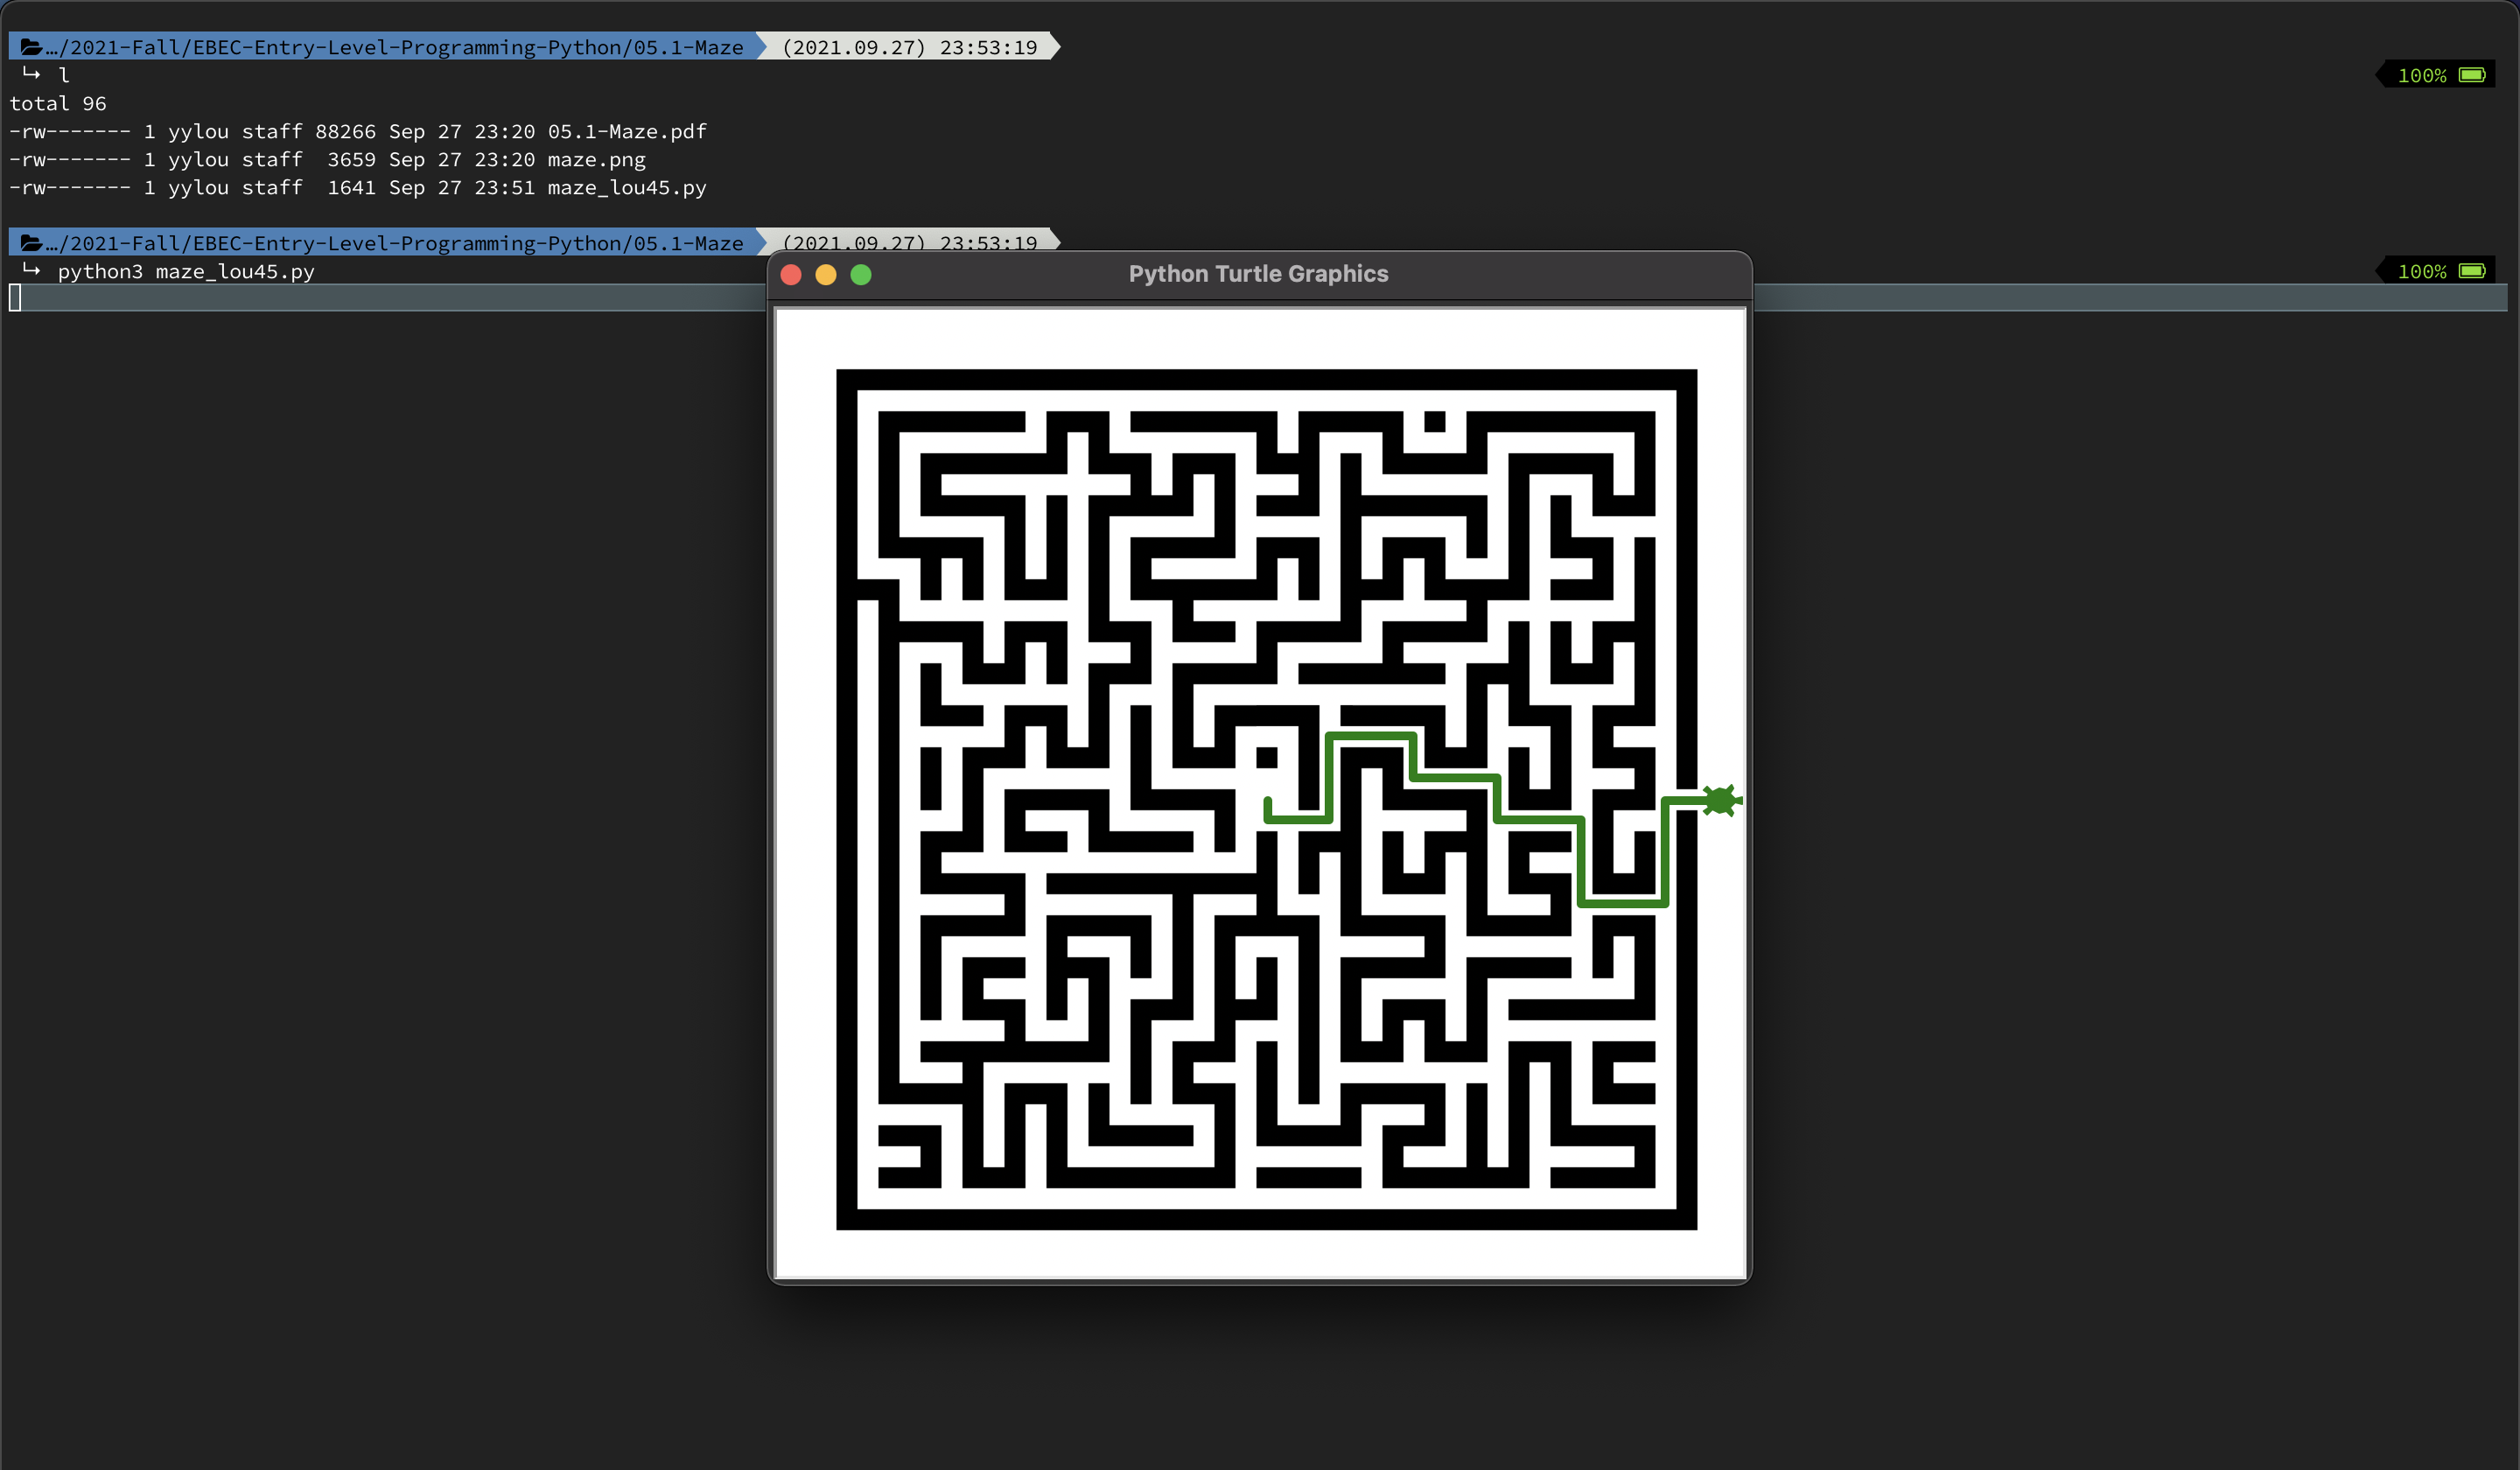 …/2021-Fall/EBEC-Entry-Level-Programming-Python/05.1-Maze (2021.09.27) 23:53:19
↳ l 100%
total 96
-rw------- 1 yylou staff 88266 Sep 27 23:20 05.1-Maze.pdf
-rw------- 1 yylou staff  3659 Sep 27 23:20 maze.png
-rw------- 1 yylou staff  1641 Sep 27 23:51 maze_lou45.py
…/2021-Fall/EBEC-Entry-Level-Programming-Python/05.1-Maze (2021.09.27) 23:53:19
↳ python3 maze_lou45.py 100%
Python Turtle Graphics